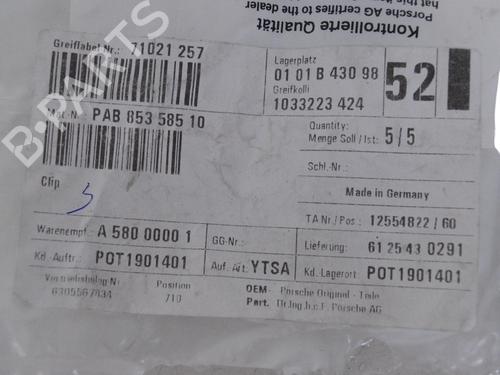 Kontrollierte Qualität
Porsche AG certifies to the dealer
hat this
Greiflabel Nr.: 71021 257
Lagerplatz
01 01 B 430 98
Greifkolli
1033223 424
52
Mat.-Nr. PAB 853 585 10
Quantity:
Menge Soll / Ist: 5/5
Schl.-Nr.:
Clip
Made in Germany
TA Nr / Pos.: 12554822 / 60
Warenempf.: A 580 0000 1
GG-Nr.:
Lieferung: 61 25 43 0291
Kd. Auftr.: POT1901401
Auf. Art. YTSA
Kd. Lagerort: POT1901401
Vertriebsbeleg-Nr.
6305567034
Position
710
OEM- Porsche Original - Teile
Part. Dr.Ing.h.c.F. Porsche AG
B-PARTS